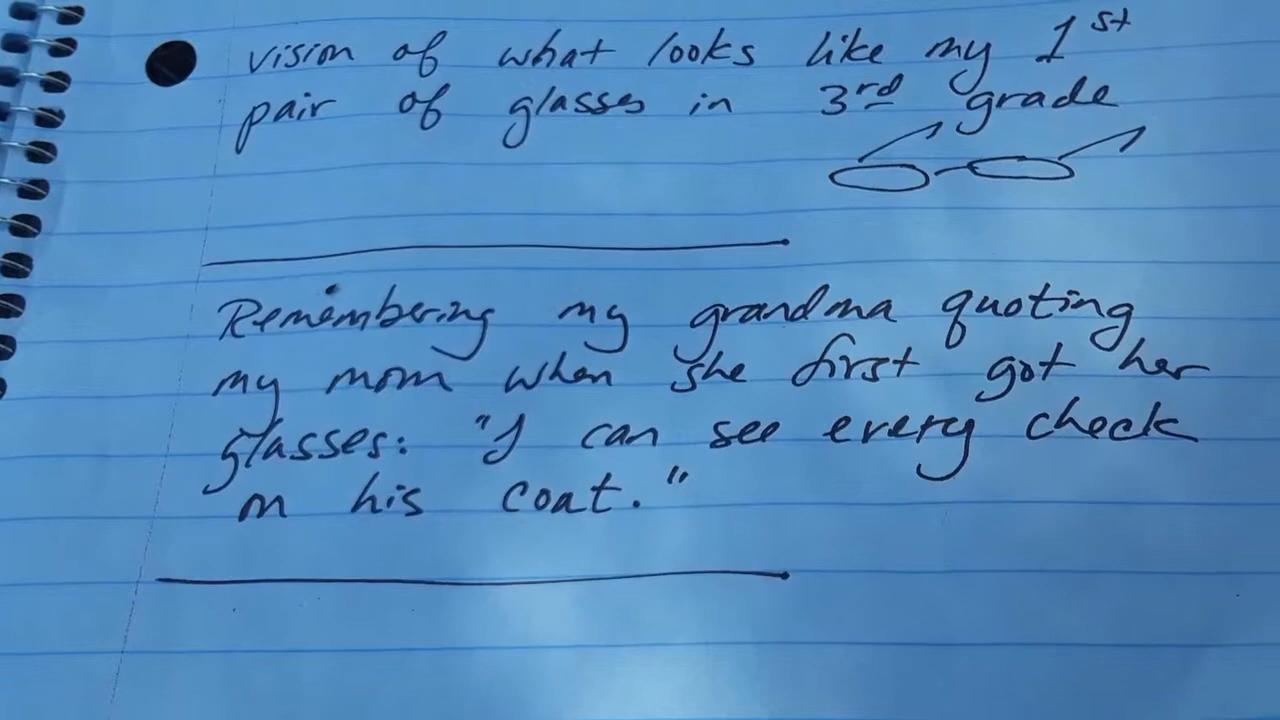 vision of what looks like my 1st
pair of glasses in 3rd grade
Remembering my grandma quoting
my mom when she first got her
glasses: "I can see every check
on his coat."